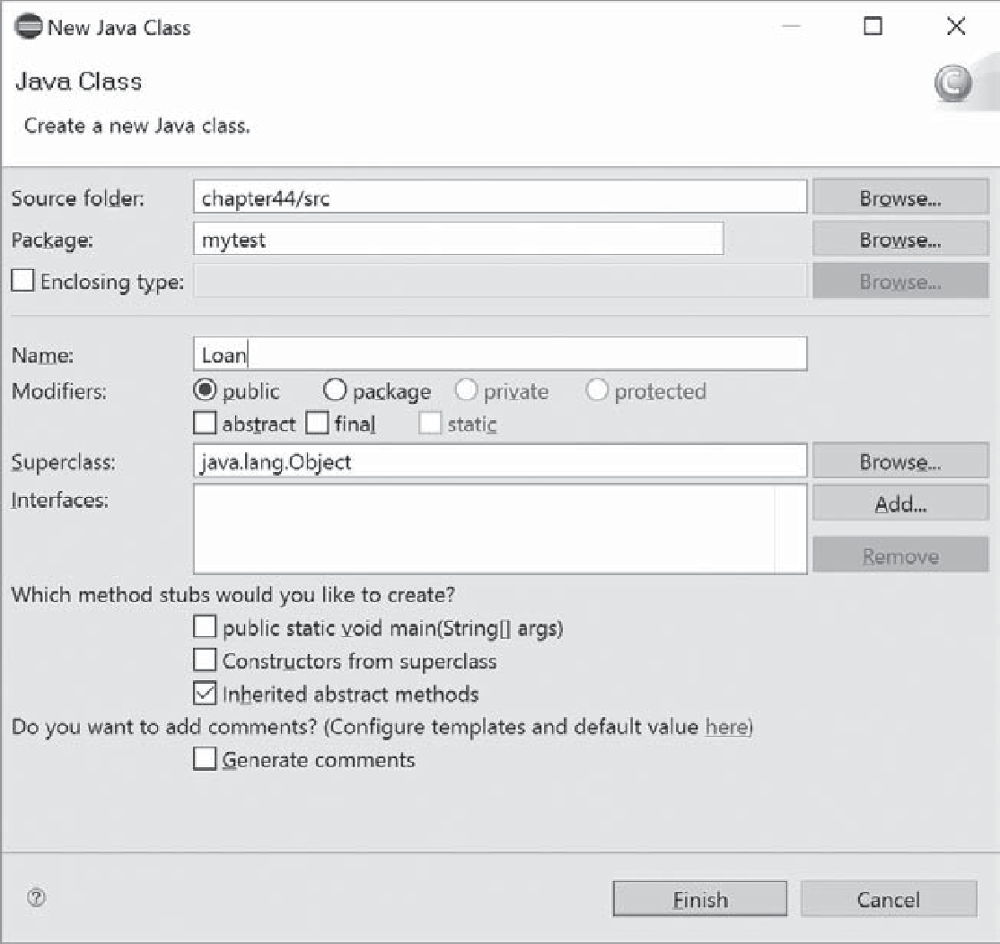 New Java Class
Java Class
Create a new Java class.
Source folder: chapter44/src Browse...
Package: mytest Browse...
Enclosing type: Browse...
Name: Loan
Modifiers: public package private protected
abstract final static
Superclass: java.lang.Object Browse...
Interfaces: Add...
Remove
Which method stubs would you like to create?
public static void main(String[] args)
Constructors from superclass
Inherited abstract methods
Do you want to add comments? (Configure templates and default value here)
Generate comments
? Finish Cancel